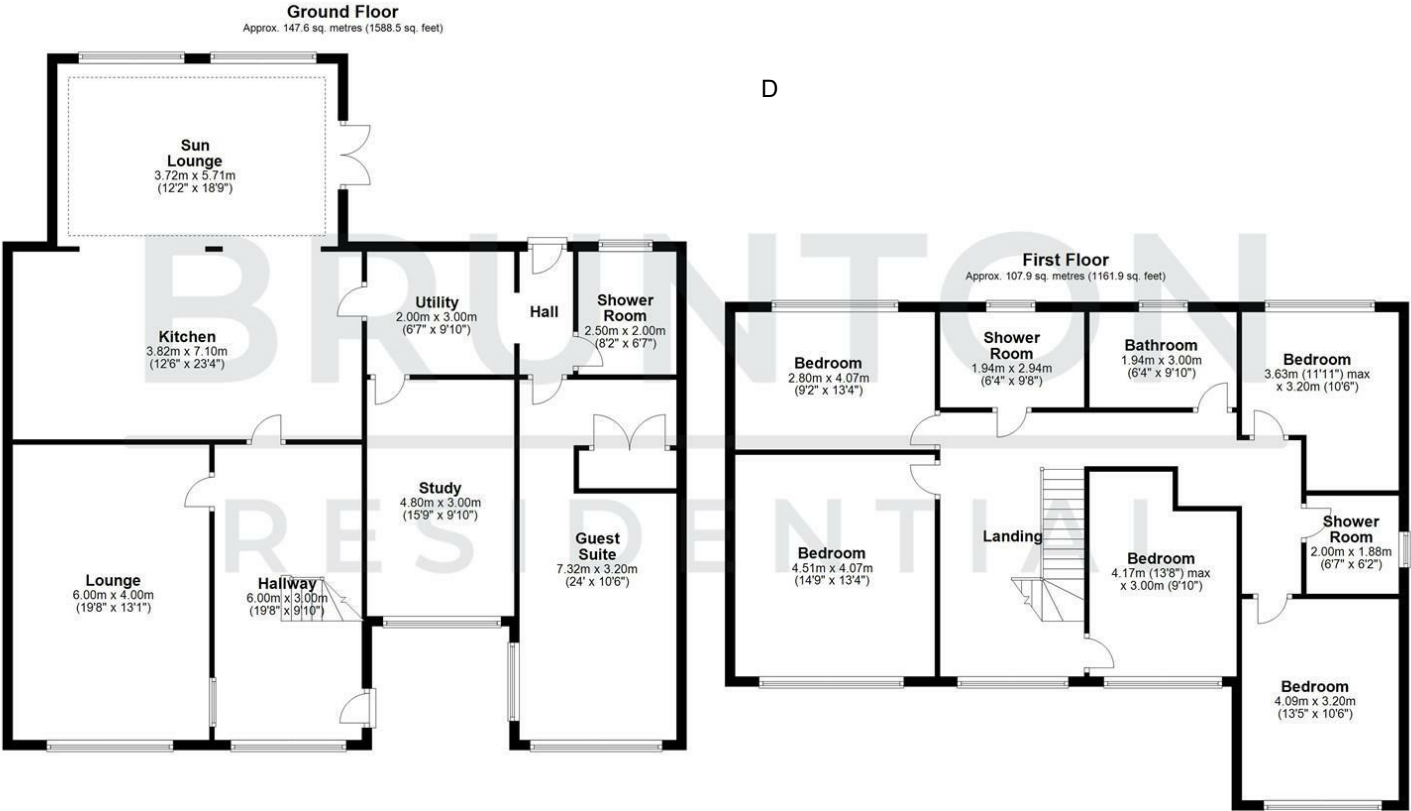 Ground Floor
Approx. 147.6 sq. metres (1588.5 sq. feet)
Sun
Lounge
3.72m x 5.71m
(12'2" x 18'9")
Kitchen
3.82m x 7.10m
(12'6" x 23'4")
Utility
2.00m x 3.00m
(6'7" x 9'10")
Hall
Shower
Room
2.50m x 2.00m
(8'2" x 6'7")
Lounge
6.00m x 4.00m
(19'8" x 13'1")
Hallway
6.00m x 3.00m
(19'8" x 9'10")
Study
4.80m x 3.00m
(15'9" x 9'10")
Guest
Suite
7.32m x 3.20m
(24' x 10'6")
D
First Floor
Approx. 107.9 sq. metres (1161.9 sq. feet)
Bedroom
2.80m x 4.07m
(9'2" x 13'4")
Shower
Room
1.94m x 2.94m
(6'4" x 9'8")
Bathroom
1.94m x 3.00m
(6'4" x 9'10")
Bedroom
3.63m (11'11") max
x 3.20m (10'6")
Bedroom
4.51m x 4.07m
(14'9" x 13'4")
Landing
Bedroom
4.17m (13'8") max
x 3.00m (9'10")
Shower
Room
2.00m x 1.88m
(6'7" x 6'2")
Bedroom
4.09m x 3.20m
(13'5" x 10'6")
BRUNTON
RESIDENTIAL